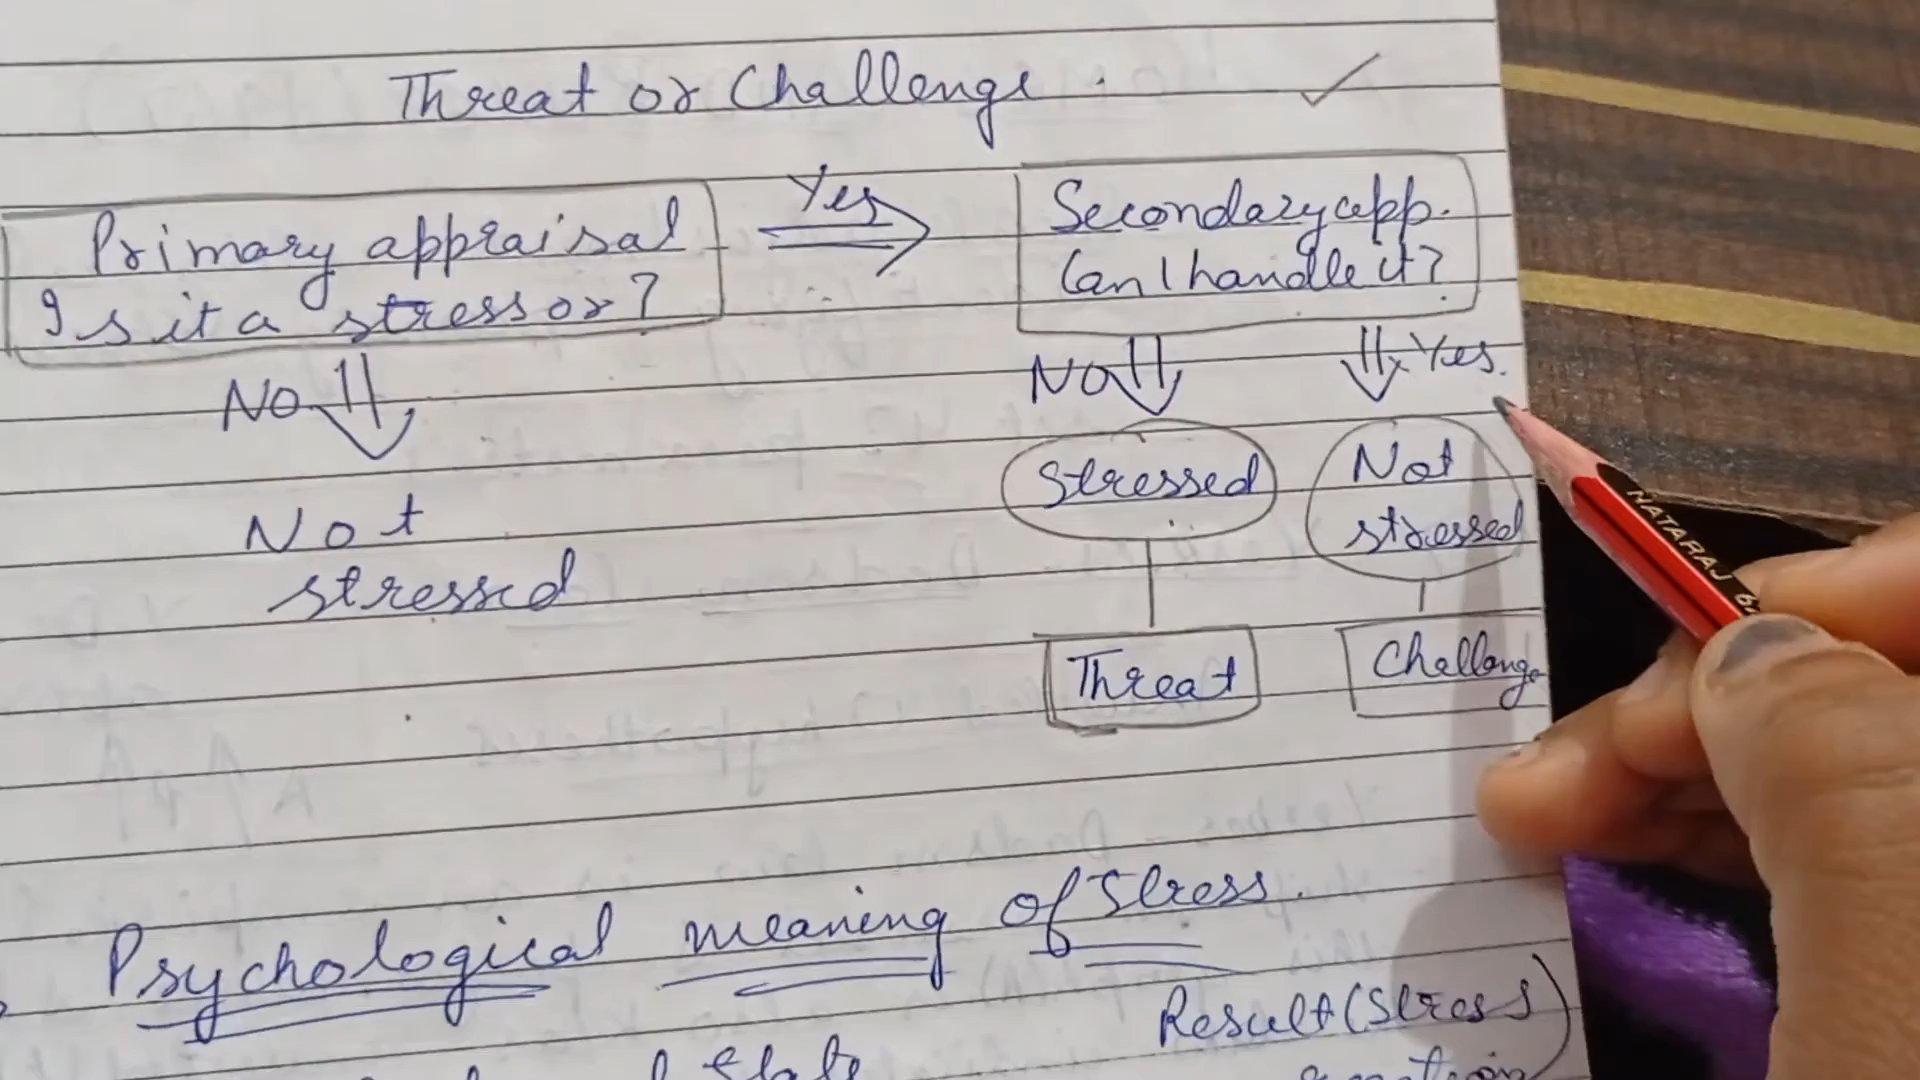 Threat or Challenge.
Primary appraisal
Is it a stressor?
Yes
Secondary app.
Can I handle it?
No
Not
stressed
No
Yes.
Stressed
Not
stressed
Threat
Challenge
Psychological meaning of Stress.
Result (Stress)
State
NATARAJ